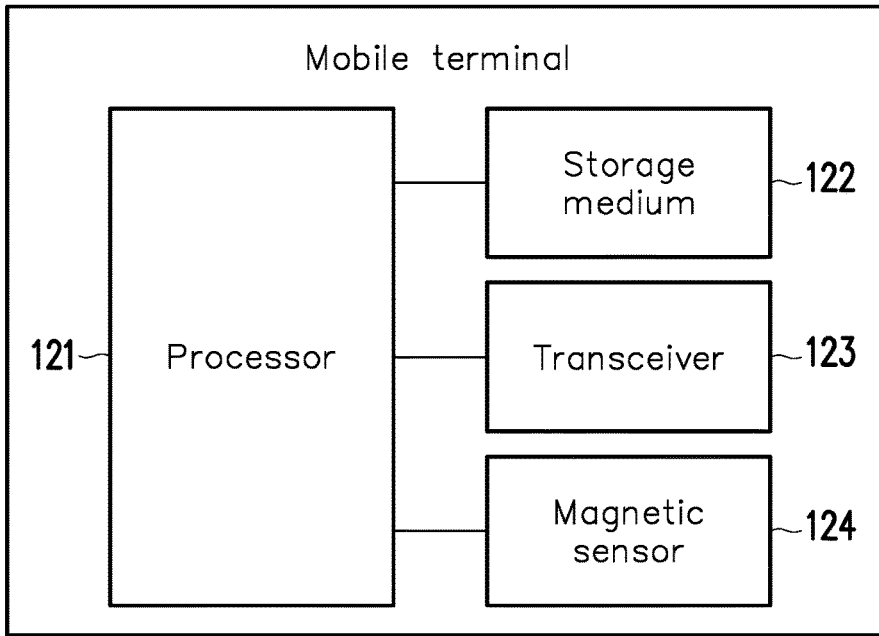 Mobile terminal
Storage
medium
122
121
Processor
Transceiver
123
Magnetic
sensor
124